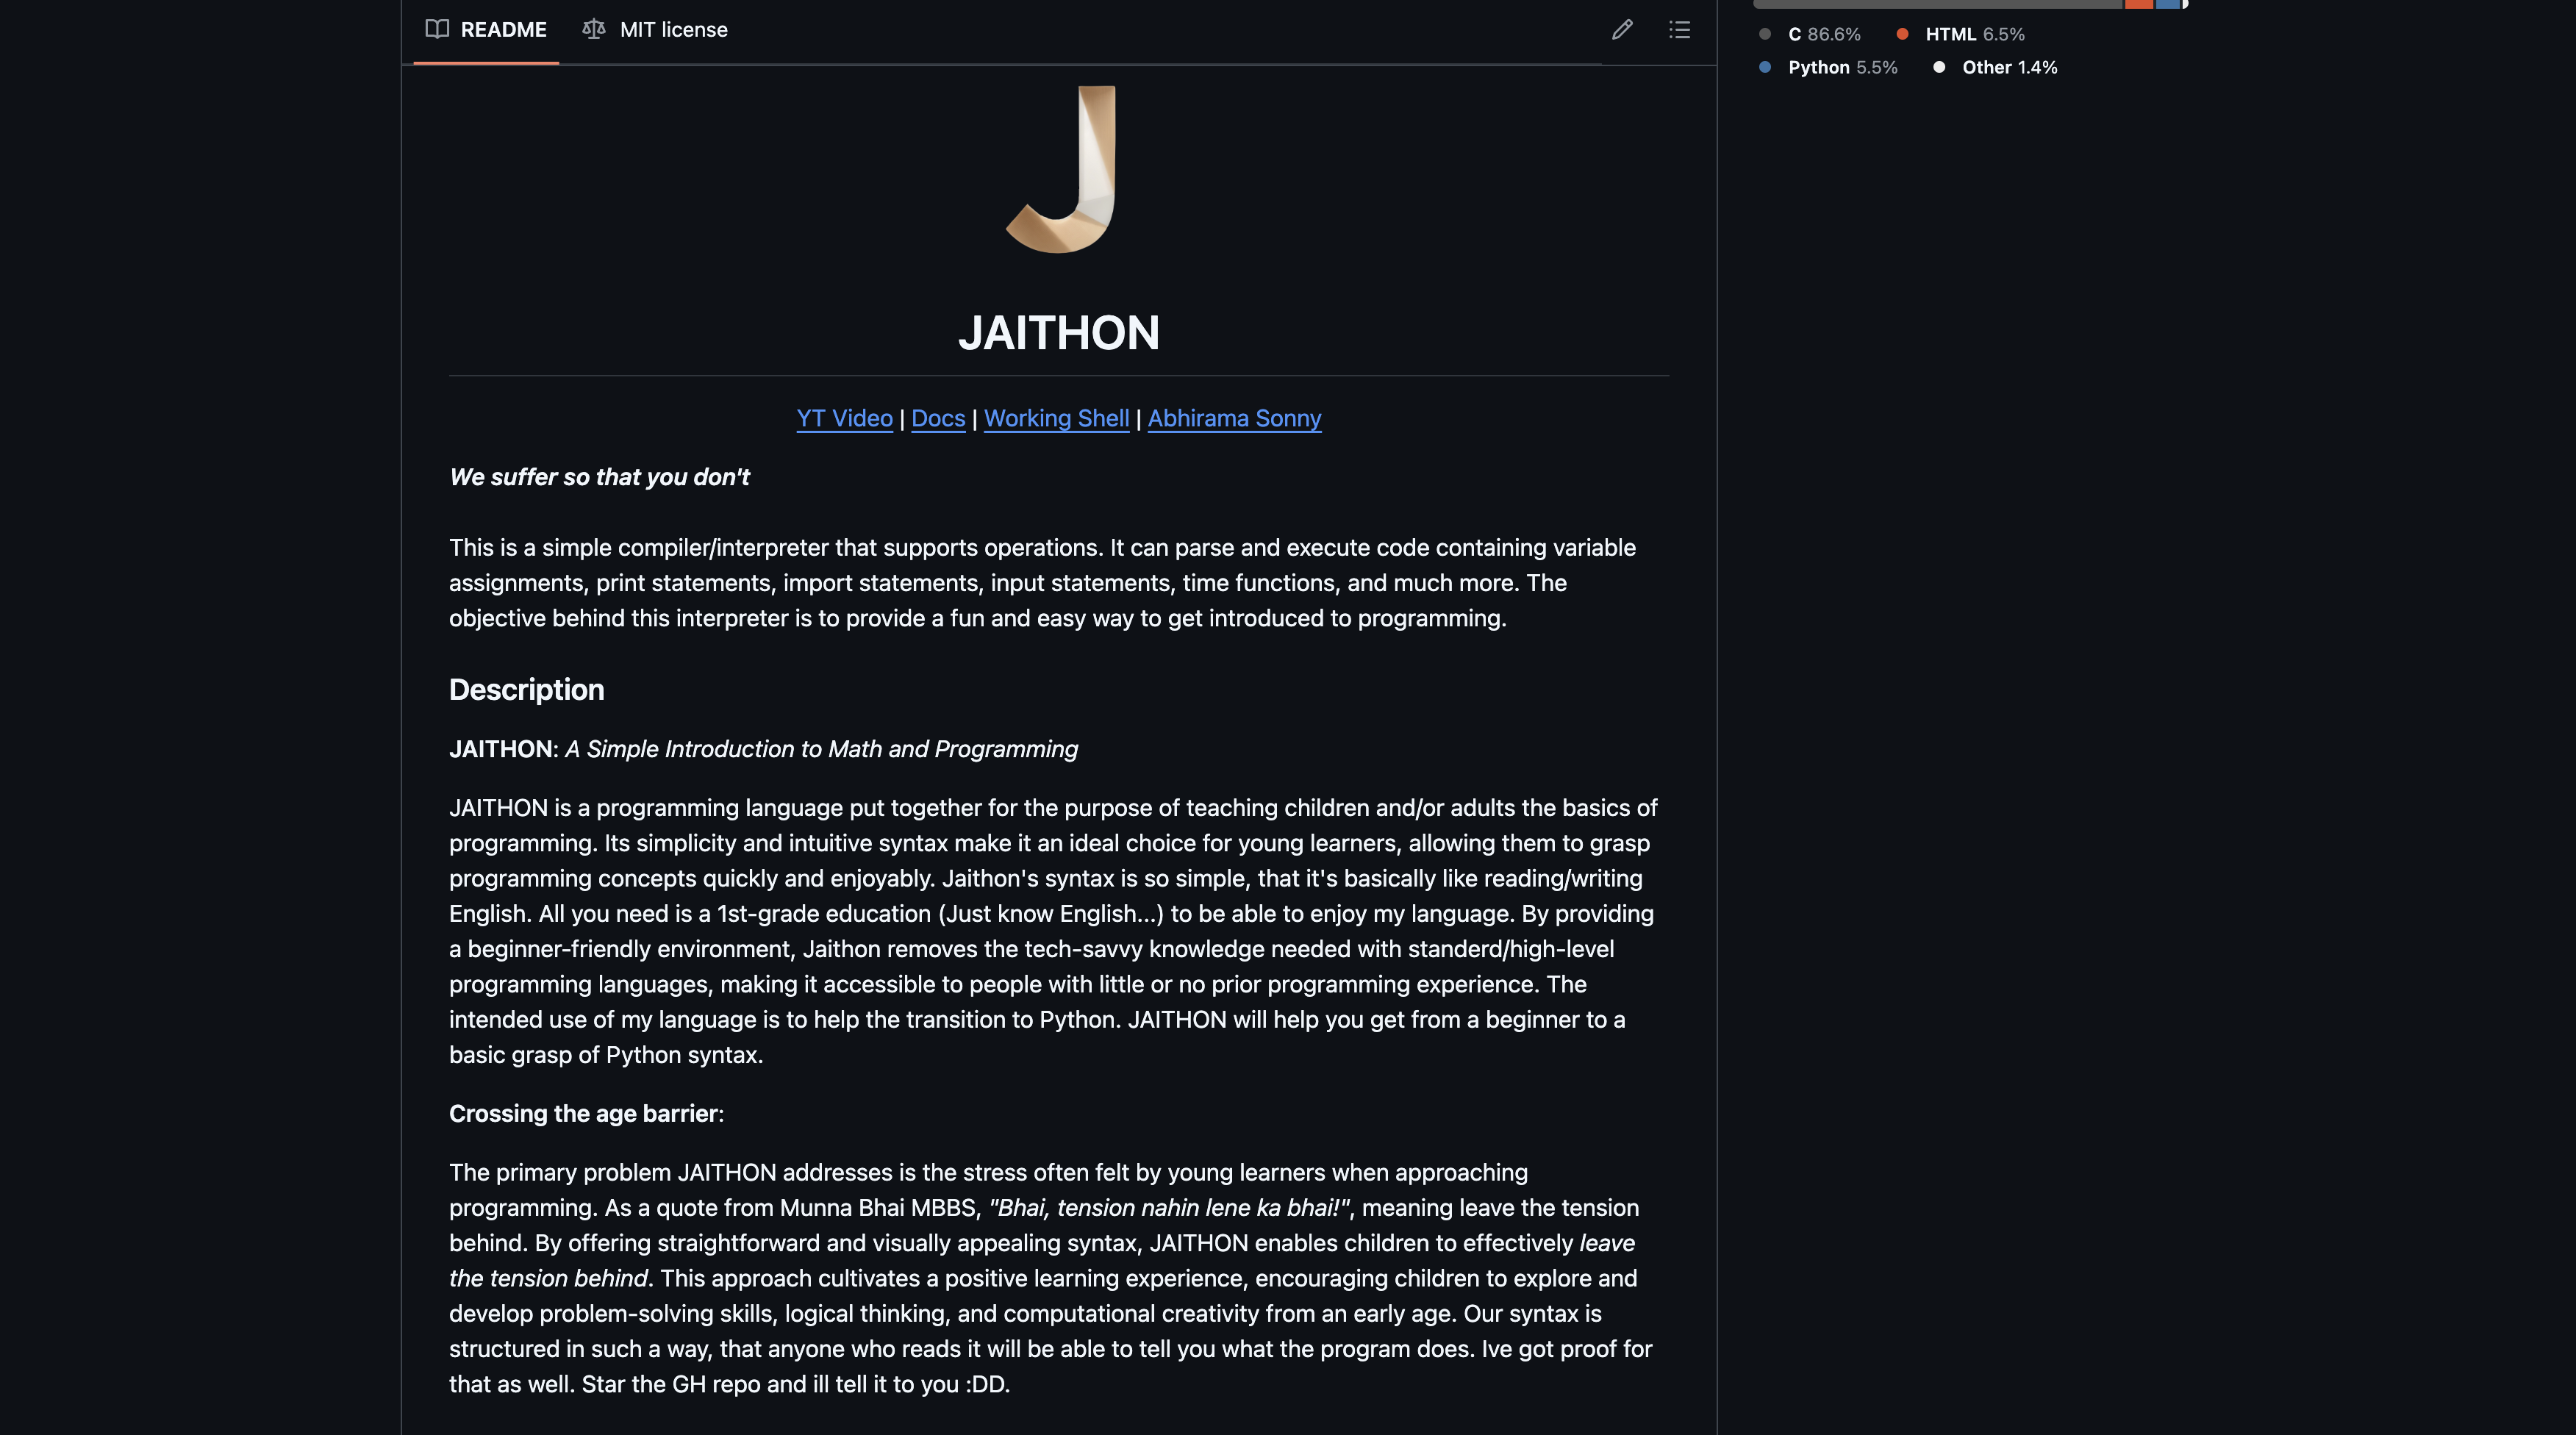 README MIT license
C 86.6% HTML 6.5%
Python 5.5% Other 1.4%
J
JAITHON
YT Video | Docs | Working Shell | Abhirama Sonny
We suffer so that you don't
This is a simple compiler/interpreter that supports operations. It can parse and execute code containing variable
assignments, print statements, import statements, input statements, time functions, and much more. The
objective behind this interpreter is to provide a fun and easy way to get introduced to programming.
Description
JAITHON: A Simple Introduction to Math and Programming
JAITHON is a programming language put together for the purpose of teaching children and/or adults the basics of
programming. Its simplicity and intuitive syntax make it an ideal choice for young learners, allowing them to grasp
programming concepts quickly and enjoyably. Jaithon's syntax is so simple, that it's basically like reading/writing
English. All you need is a 1st-grade education (Just know English...) to be able to enjoy my language. By providing
a beginner-friendly environment, Jaithon removes the tech-savvy knowledge needed with standerd/high-level
programming languages, making it accessible to people with little or no prior programming experience. The
intended use of my language is to help the transition to Python. JAITHON will help you get from a beginner to a
basic grasp of Python syntax.
Crossing the age barrier:
The primary problem JAITHON addresses is the stress often felt by young learners when approaching
programming. As a quote from Munna Bhai MBBS, "Bhai, tension nahin lene ka bhai!", meaning leave the tension
behind. By offering straightforward and visually appealing syntax, JAITHON enables children to effectively leave
the tension behind. This approach cultivates a positive learning experience, encouraging children to explore and
develop problem-solving skills, logical thinking, and computational creativity from an early age. Our syntax is
structured in such a way, that anyone who reads it will be able to tell you what the program does. Ive got proof for
that as well. Star the GH repo and ill tell it to you :DD.